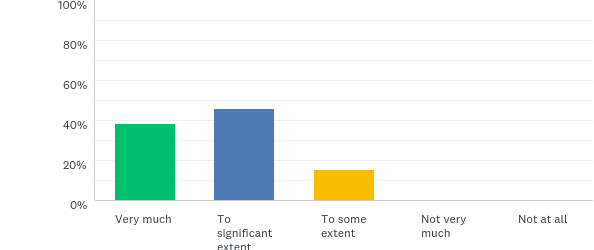 100%
80%
60%
40%
20%
0%
Very much
To
significant
extent
To some
extent
Not very
much
Not at all